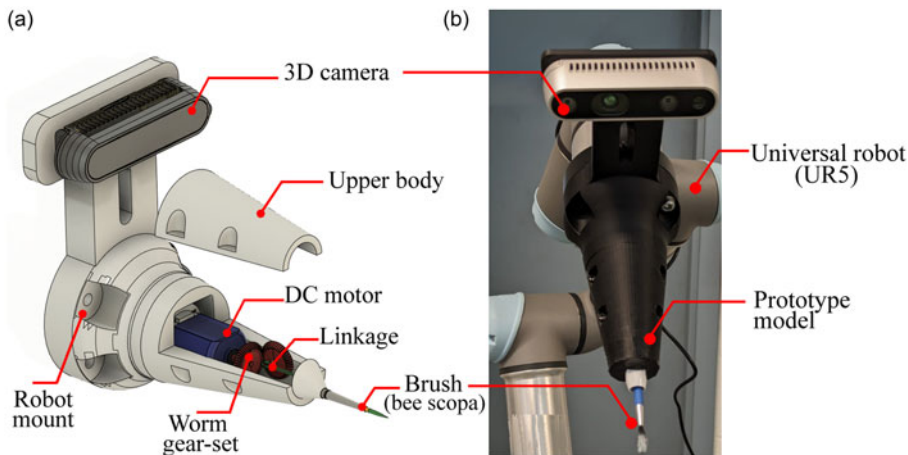 (a)
(b)
3D camera
Universal robot
(UR5)
Upper body
DC motor
Linkage
Prototype
model
Robot
mount
Worm
gear-set
Brush
(bee scopa)